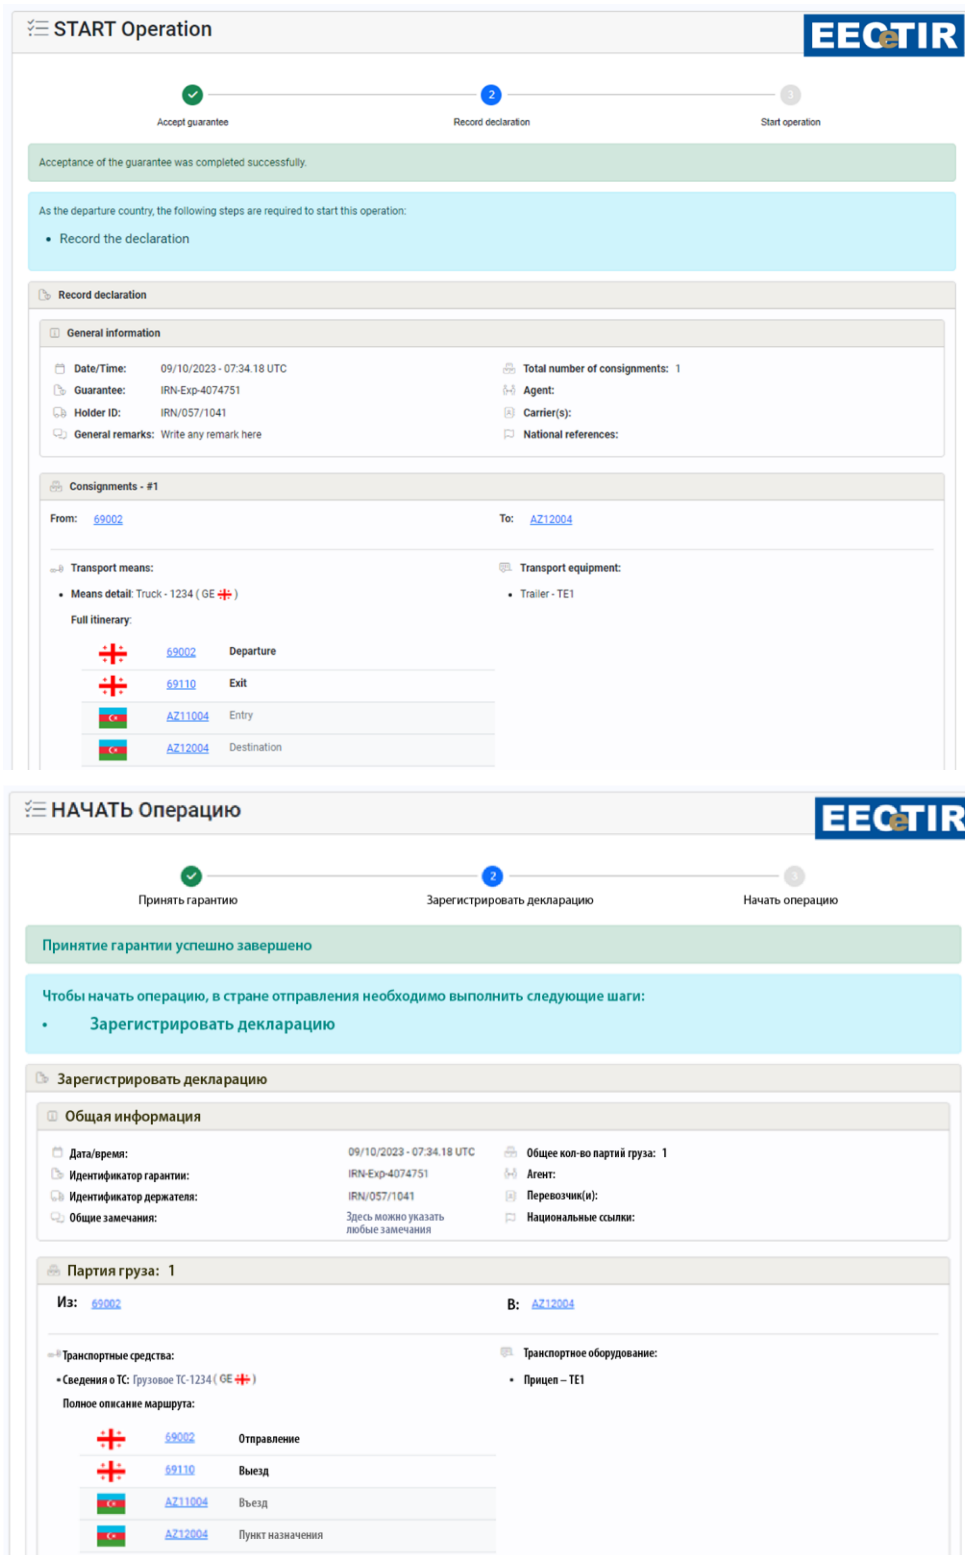 START Operation
EEC eTIR
2
3
Accept guarantee
Record declaration
Start operation
Acceptance of the guarantee was completed successfully.
As the departure country, the following steps are required to start this operation:
• Record the declaration
Record declaration
General information
Date/Time: 09/10/2023 - 07:34.18 UTC
Total number of consignments: 1
Guarantee: IRN-Exp-4074751
Agent:
Holder ID: IRN/057/1041
Carrier(s):
General remarks: Write any remark here
National references:
Consignments - #1
From: 69002
To: AZ12004
Transport means:
Transport equipment:
• Means detail: Truck - 1234 ( GE )
• Trailer - TE1
Full itinerary:
69002 Departure
69110 Exit
AZ11004 Entry
AZ12004 Destination
НАЧАТЬ Операцию
EEC eTIR
2
3
Принять гарантию
Зарегистрировать декларацию
Начать операцию
Принятие гарантии успешно завершено
Чтобы начать операцию, в стране отправления необходимо выполнить следующие шаги:
• Зарегистрировать декларацию
Зарегистрировать декларацию
Общая информация
Дата/время: 09/10/2023 - 07:34.18 UTC
Общее кол-во партий груза: 1
Идентификатор гарантии: IRN-Exp-4074751
Агент:
Идентификатор держателя: IRN/057/1041
Перевозчик(и):
Общие замечания: Здесь можно указать
любые замечания
Национальные ссылки:
Партия груза: 1
Из: 69002
В: AZ12004
Транспортные средства:
Транспортное оборудование:
• Сведения о ТС: Грузовое ТС-1234 ( GE )
• Прицеп – TE1
Полное описание маршрута:
69002 Отправление
69110 Выезд
AZ11004 Въезд
AZ12004 Пункт назначения